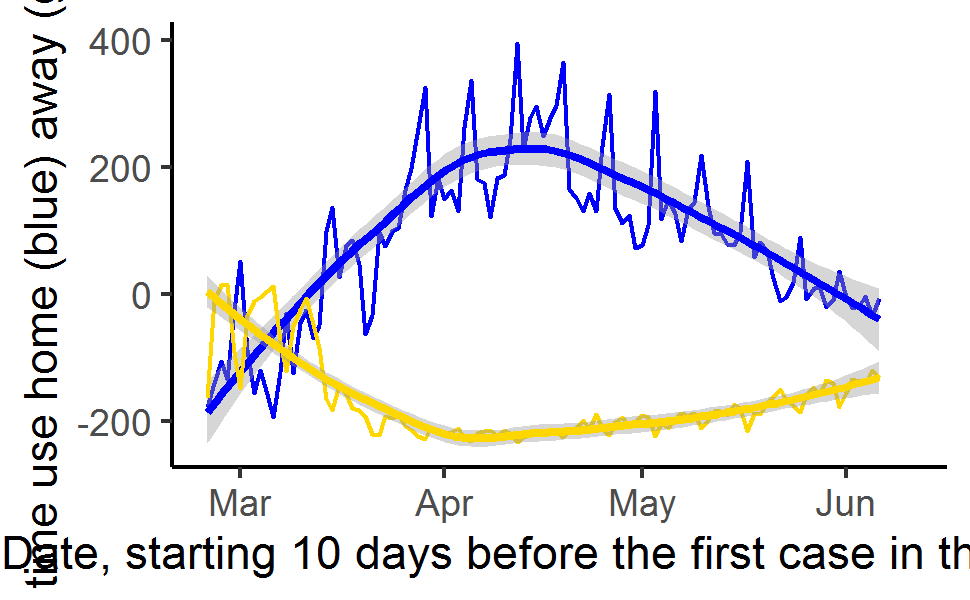 time use home (blue) away (
400
200
0
-200
Mar Apr May Jun
Date, starting 10 days before the first case in th